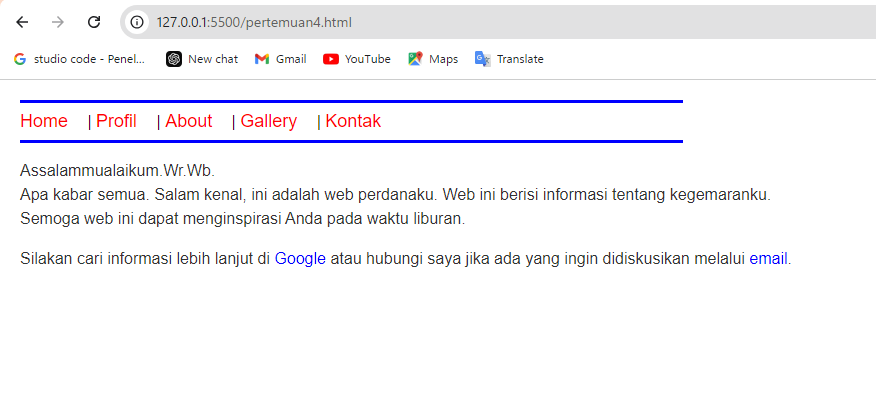 127.0.0.1:5500/pertemuan4.html
studio code - Penel... New chat Gmail YouTube Maps Translate
Home | Profil | About | Gallery | Kontak
Assalammualaikum.Wr.Wb.
Apa kabar semua. Salam kenal, ini adalah web perdanaku. Web ini berisi informasi tentang kegemaranku.
Semoga web ini dapat menginspirasi Anda pada waktu liburan.
Silakan cari informasi lebih lanjut di Google atau hubungi saya jika ada yang ingin didiskusikan melalui email.